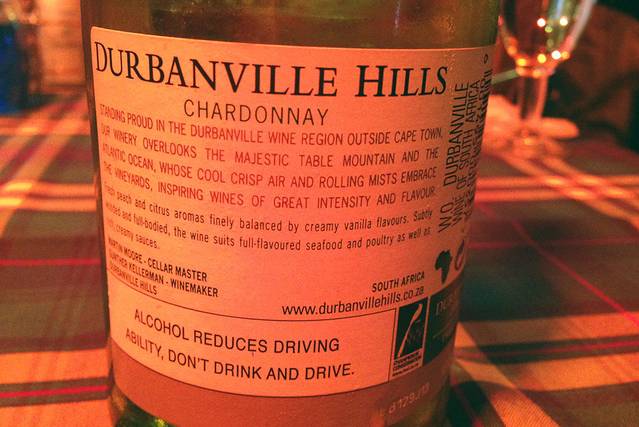 DURBANVILLE HILLS
CHARDONNAY
STANDING PROUD IN THE DURBANVILLE WINE REGION OUTSIDE CAPE TOWN,
OUR WINERY OVERLOOKS THE MAJESTIC TABLE MOUNTAIN AND THE
ATLANTIC OCEAN, WHOSE COOL CRISP AIR AND ROLLING MISTS EMBRACE
THE VINEYARDS, INSPIRING WINES OF GREAT INTENSITY AND FLAVOUR.
Fresh peach and citrus aromas finely balanced by creamy vanilla flavours. Subtly
wooded and full-bodied, the wine suits full-flavoured seafood and poultry as well as
creamy sauces.
MARTIN MOORE - CELLAR MASTER
GUNTHER KELLERMAN - WINEMAKER
DURBANVILLE HILLS
SOUTH AFRICA
www.durbanvillehills.co.za
ALCOHOL REDUCES DRIVING
ABILITY, DON'T DRINK AND DRIVE.
W.O. DURBANVILLE
WINE OF SOUTH AFRICA